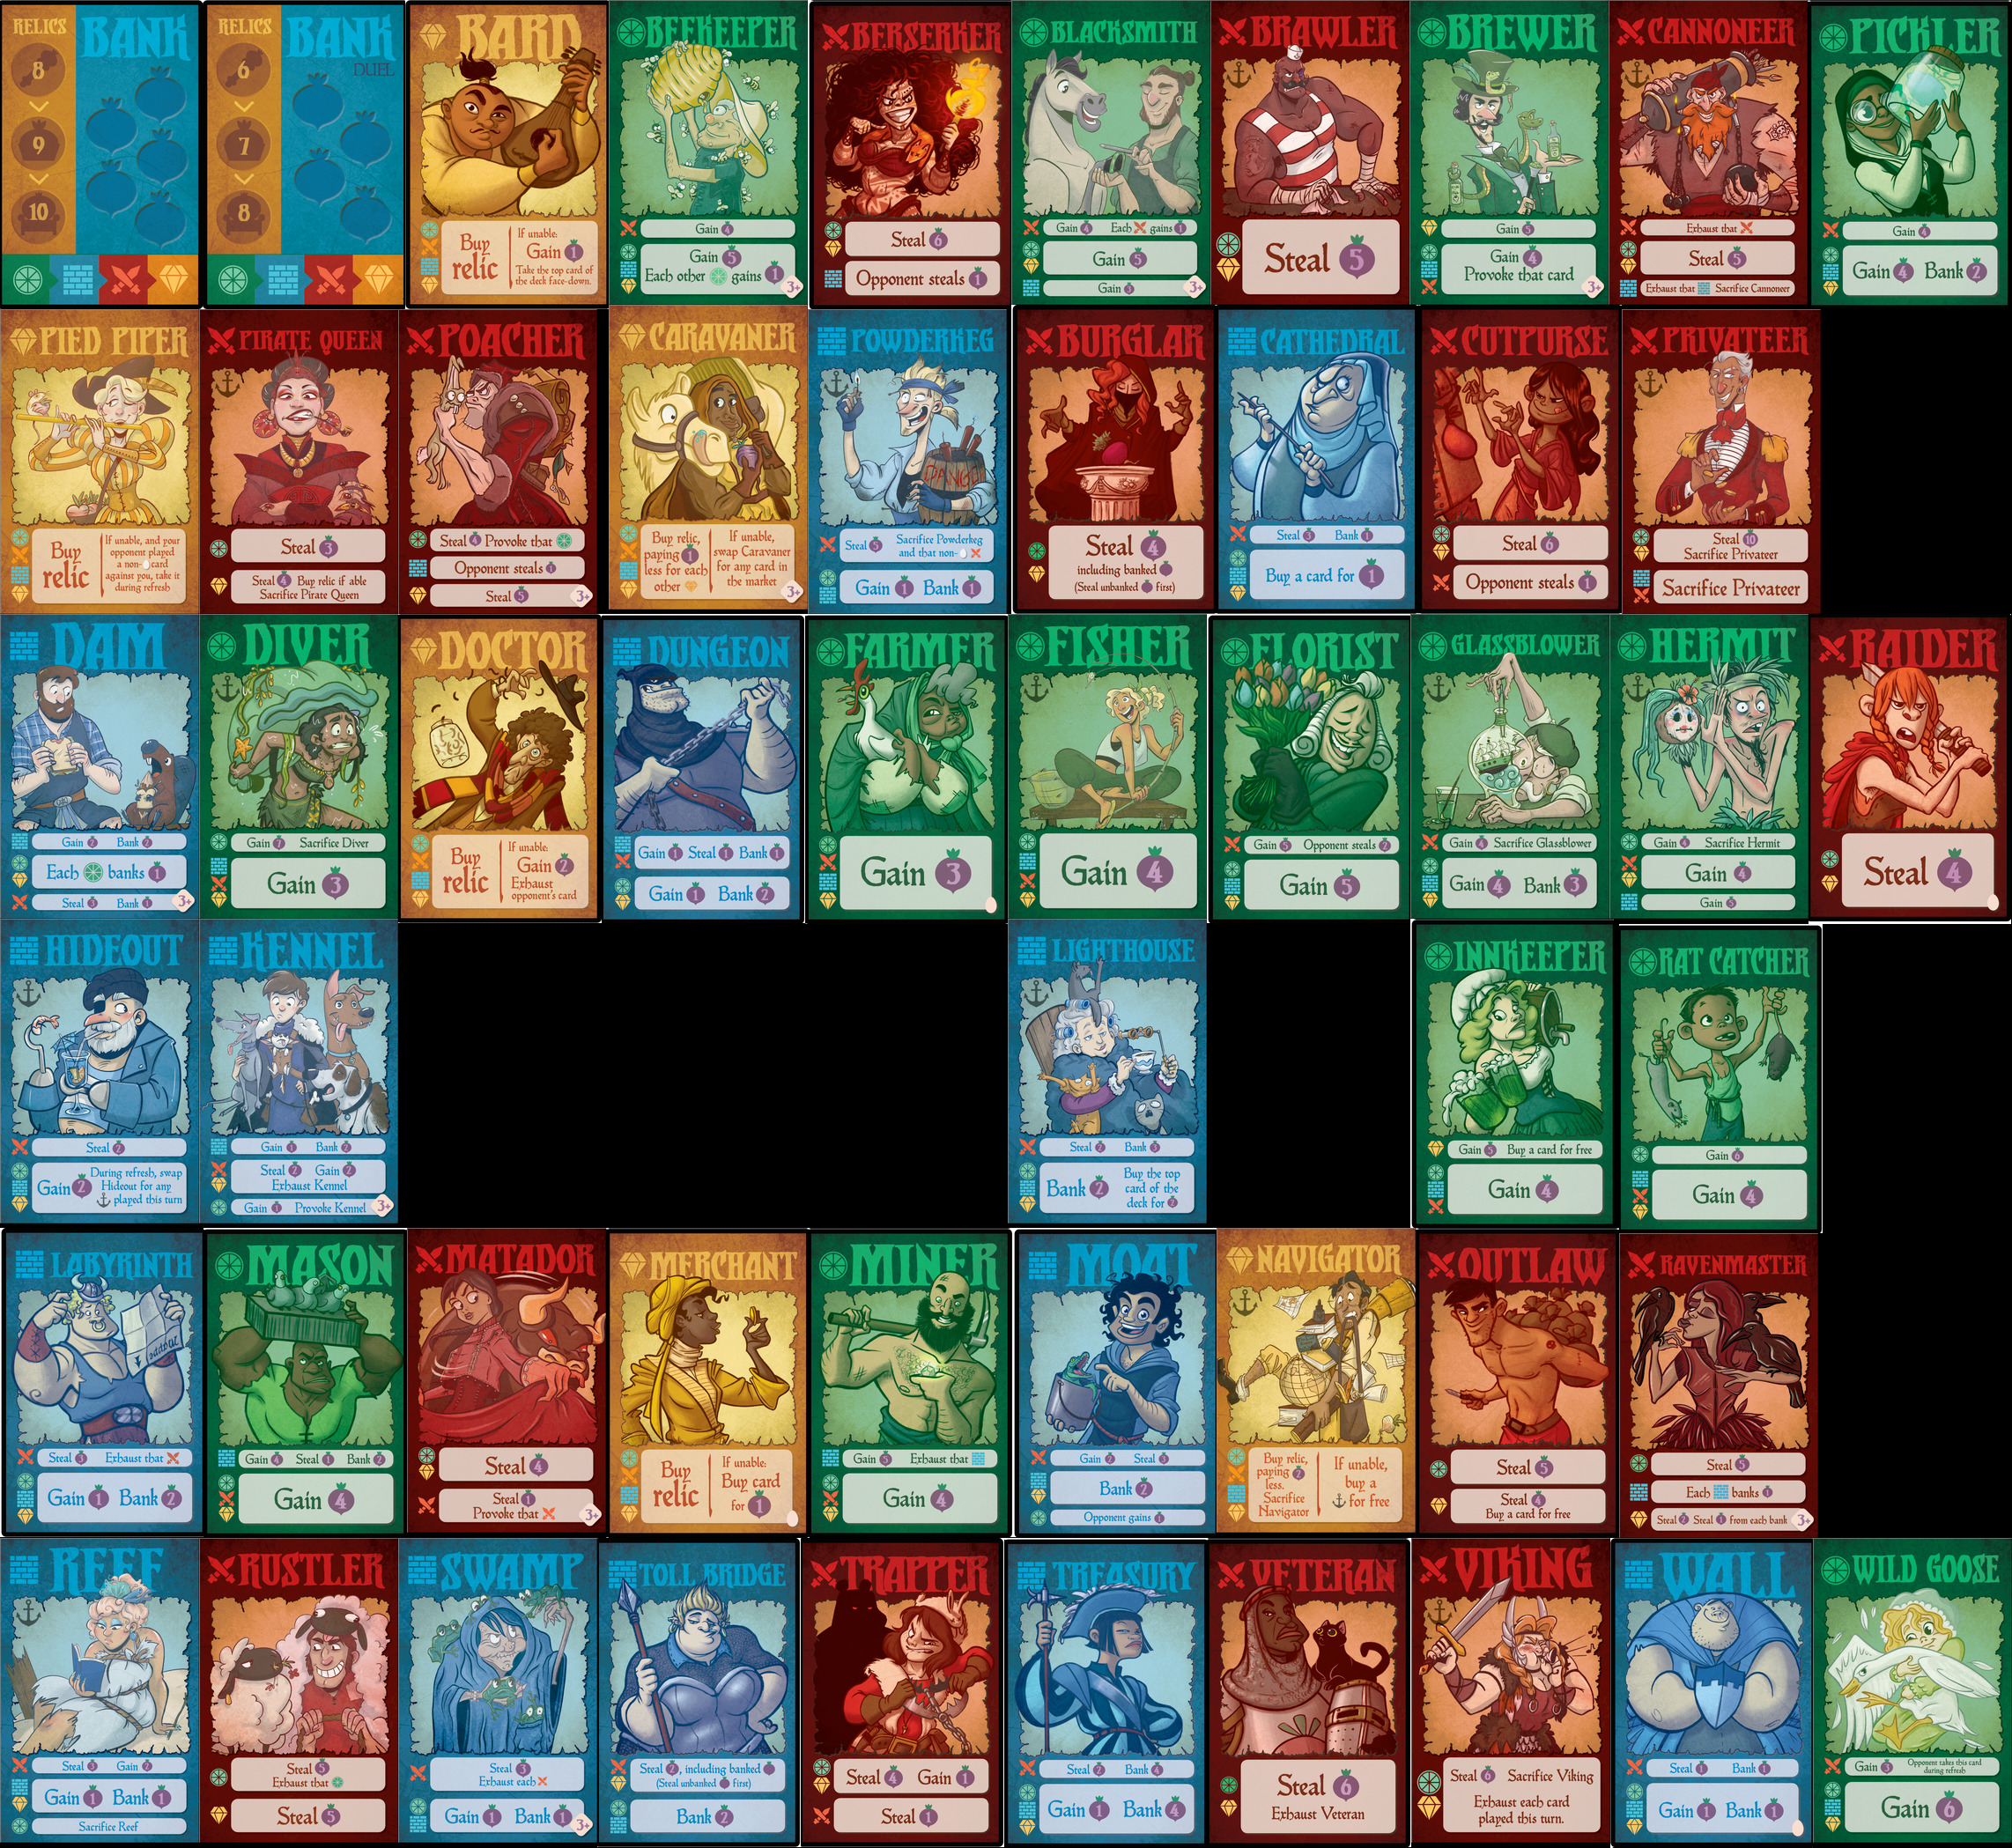 RELICS
BANK
8
9
10
RELICS
BANK
DUEL
6
7
8
BARD
Buy
relic
If unable:
Gain 1
Take the top card of
the deck face-down.
BEEKEEPER
Gain 4
Gain 5
Each other gains 1
3+
BERSERKER
Steal 6
Opponent steals 1
BLACKSMITH
Gain 4 Each gains 1
Gain 5
Gain 3
3+
BRAWLER
Steal 5
BREWER
Gain 5
Gain 4
Provoke that card
3+
CANNONEER
Exhaust that
Steal 5
Exhaust that Sacrifice Cannoneer
PICKLER
Gain 4
Gain 4 Bank 2
PIED PIPER
Buy
relic
If unable, and your
opponent played
a non-
against you, take it
during refresh
PIRATE QUEEN
Steal 3
Steal 4 Buy relic if able
Sacrifice Pirate Queen
POACHER
Steal 6 Provoke that
Opponent steals 1
Steal 5
3+
CARAVANER
Buy relic,
paying 1
less for each
other
If unable,
swap Caravaner
for any card in
the market
3+
POWDERKEG
DANGER
Steal 5 Sacrifice Powderkeg
and that non-
Gain 1 Bank 1
BURGLAR
Steal 4
including banked
(Steal unbanked first)
CATHEDRAL
Steal 3 Bank 1
Buy a card for 1
CUTPURSE
Steal 6
Opponent steals 1
PRIVATEER
Steal 10
Sacrifice Privateer
Sacrifice Privateer
DAM
Gain 2 Bank 2
Each banks 1
Steal 3 Bank 1
3+
DIVER
Gain 7 Sacrifice Diver
Gain 3
DOCTOR
Buy
relic
If unable:
Gain 2
Exhaust
opponent's card
DUNGEON
Gain 1 Steal 1 Bank 1
Gain 1 Bank 2
FARMER
Gain 3
FISHER
Gain 4
FLORIST
Gain 5 Opponent steals 2
Gain 5
GLASSBLOWER
Gain 4 Sacrifice Glassblower
Gain 4 Bank 3
HERMIT
Gain 4 Sacrifice Hermit
Gain 4
Gain 5
RAIDER
Steal 4
HIDEOUT
Steal 2
Gain 2
During refresh, swap
Hideout for any
played this turn
KENNEL
Gain 1 Bank 2
Steal 2 Gain 2
Exhaust Kennel
Gain 1 Provoke Kennel
3+
LIGHTHOUSE
Steal 2 Bank 3
Bank 2
Buy the top
card of the
deck for 2
INNKEEPER
Gain 5 Buy a card for free
Gain 4
RAT CATCHER
Gain 6
Gain 4
LABYRINTH
Steal 3 Exhaust that
Gain 1 Bank 2
MASON
Gain 4 Steal 1 Bank 2
Gain 4
MATADOR
Steal 4
Steal 1
Provoke that
3+
MERCHANT
Buy
relic
If unable:
Buy card
for 1
MINER
Gain 5 Exhaust that
Gain 4
MOAT
Gain 2 Steal 3
Bank 2
Opponent gains 1
NAVIGATOR
Buy relic,
paying 2
less.
Sacrifice
Navigator
If unable,
buy a
for free
OUTLAW
Steal 5
Steal 4
Buy a card for free
RAVENMASTER
Steal 5
Each banks 1
Steal 2 Steal 1 from each bank
3+
REEF
Steal 3 Gain 2
Gain 1 Bank 1
Sacrifice Reef
RUSTLER
Steal 5
Exhaust that
Steal 5
SWAMP
Steal 3
Exhaust each
Gain 1 Bank 1
3+
TOLL BRIDGE
Steal 2, including banked
(Steal unbanked first)
Bank 2
TRAPPER
Steal 4 Gain 1
Steal 1
TREASURY
Steal 2 Bank 4
Gain 1 Bank 4
VETERAN
Steal 6
Exhaust Veteran
VIKING
Steal 6 Sacrifice Viking
Exhaust each card
played this turn.
WALL
Steal 1 Bank 1
Gain 1 Bank 1
WILD GOOSE
Gain 3 Opponent takes this card
during refresh
Gain 6